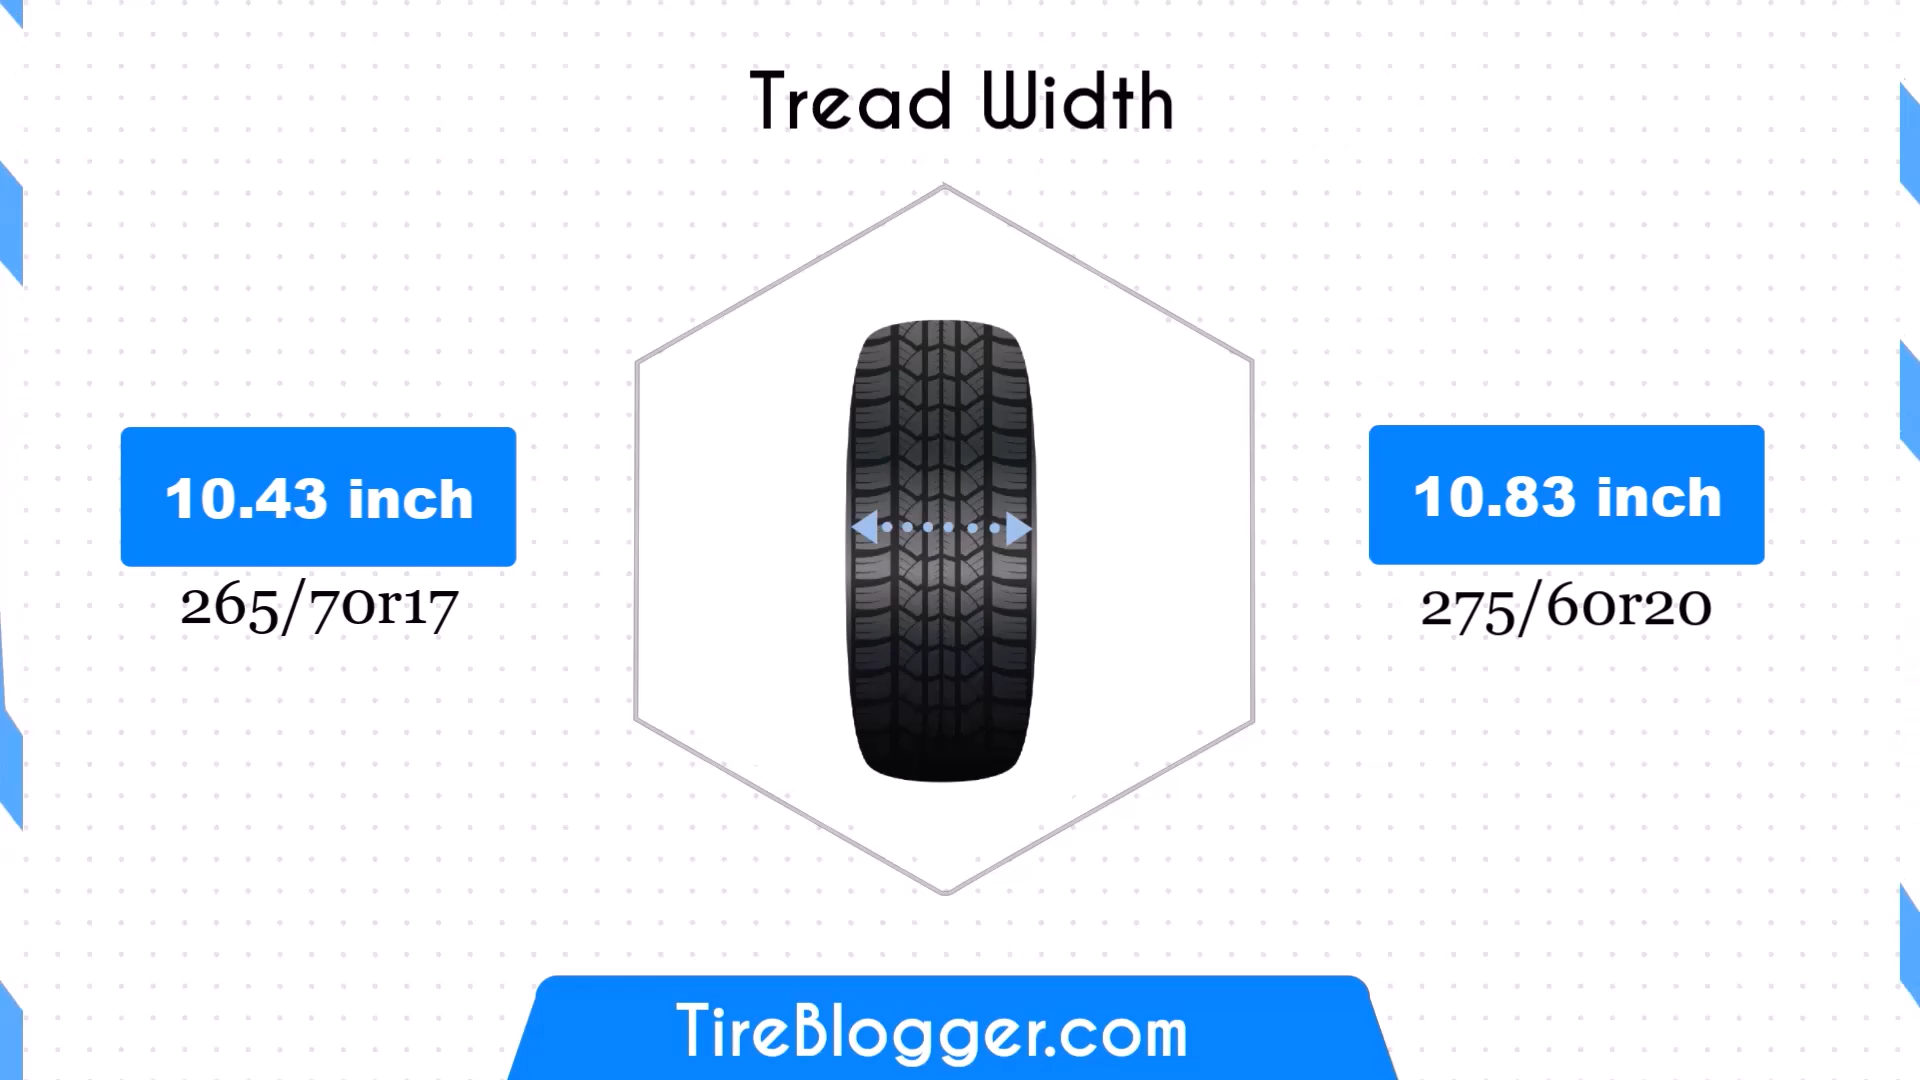 Tread Width
10.43 inch
265/70r17
10.83 inch
275/60r20
TireBlogger.com